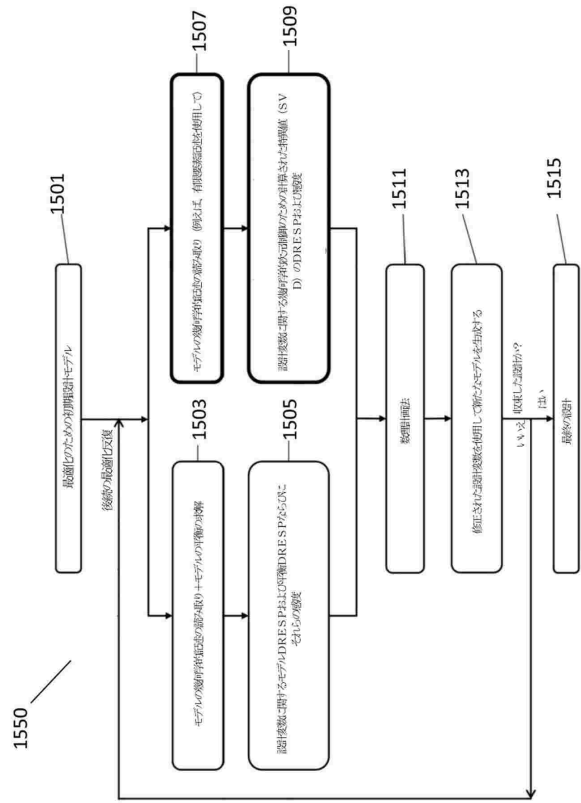 1550
1501
最適化のための初期設計モデル
後続の最適化反復
1503
モデルの幾何学的記述の読み取り＋モデルの平衡の求解
1507
モデルの幾何学的記述の読み取り（例えば、有限要素記述を使用して）
1505
設計変数に関するモデルDRESPおよび平衡DRESPならびに
それらの感度
1509
設計変数に関する幾何学的次元制御のための計算された特異値（SV
D）のDRESPおよび感度
1511
数理計画法
1513
修正された設計変数を使用して新たなモデルを生成する
収束した設計か？
いいえ
はい
1515
最終の設計